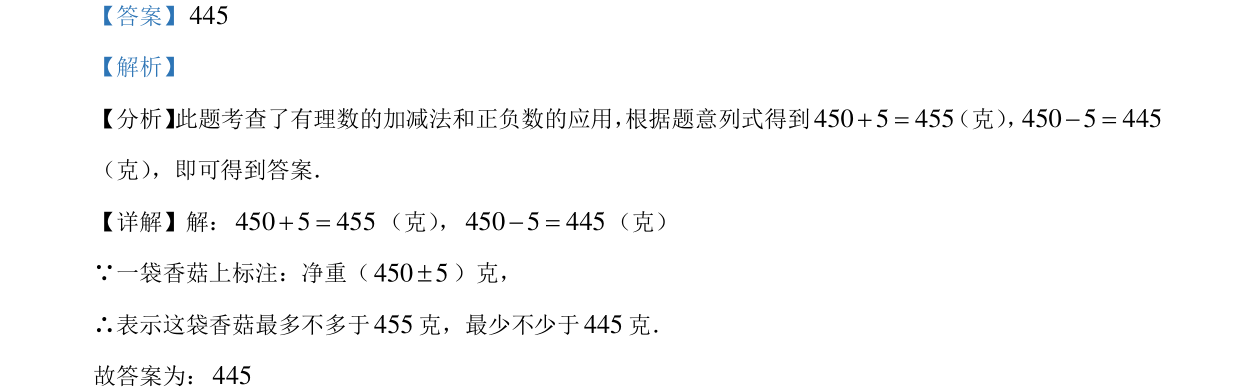 【答案】445
【解析】
【分析】此题考查了有理数的加减法和正负数的应用，根据题意列式得到450+5=455（克），450−5=445
（克），即可得到答案．
【详解】解：450+5=455（克），450−5=445（克）
∵一袋香菇上标注：净重（450±5）克，
∴表示这袋香菇最多不多于455克，最少不少于445克．
故答案为：445